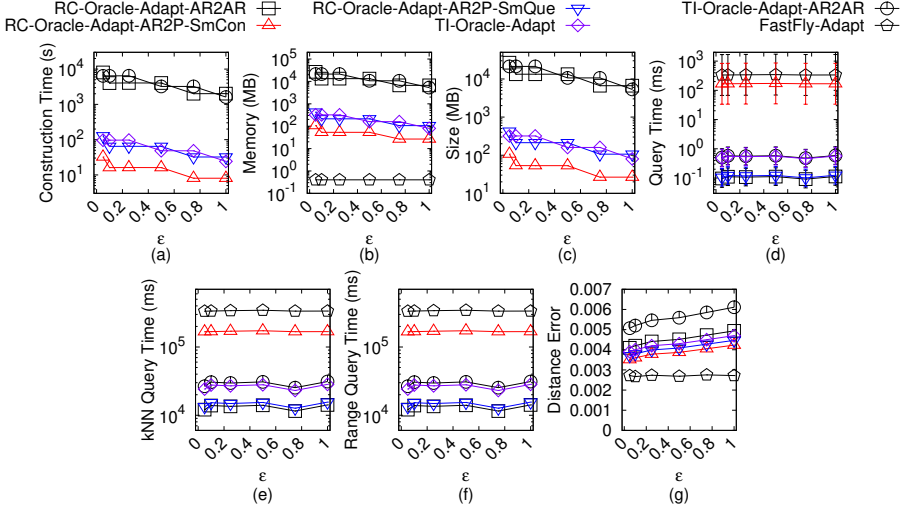 RC-Oracle-Adapt-AR2AR RC-Oracle-Adapt-AR2P-SmQue TI-Oracle-Adapt-AR2AR
RC-Oracle-Adapt-AR2P-SmCon TI-Oracle-Adapt FastFly-Adapt
Construction Time (s)
10^4
10^3
10^2
10^1
0 0.2 0.4 0.6 0.8 1
ε
(a)
Memory (MB)
10^5
10^4
10^3
10^2
10^1
10^0
10^-1
0 0.2 0.4 0.6 0.8 1
ε
(b)
Size (MB)
10^4
10^3
10^2
10^1
0 0.2 0.4 0.6 0.8 1
ε
(c)
Query Time (ms)
10^3
10^2
10^1
10^0
10^-1
0 0.2 0.4 0.6 0.8 1
ε
(d)
kNN Query Time (ms)
10^5
10^4
0 0.2 0.4 0.6 0.8 1
ε
(e)
Range Query Time (ms)
10^5
10^4
0 0.2 0.4 0.6 0.8 1
ε
(f)
Distance Error
0.007
0.006
0.005
0.004
0.003
0.002
0.001
0
0 0.2 0.4 0.6 0.8 1
ε
(g)